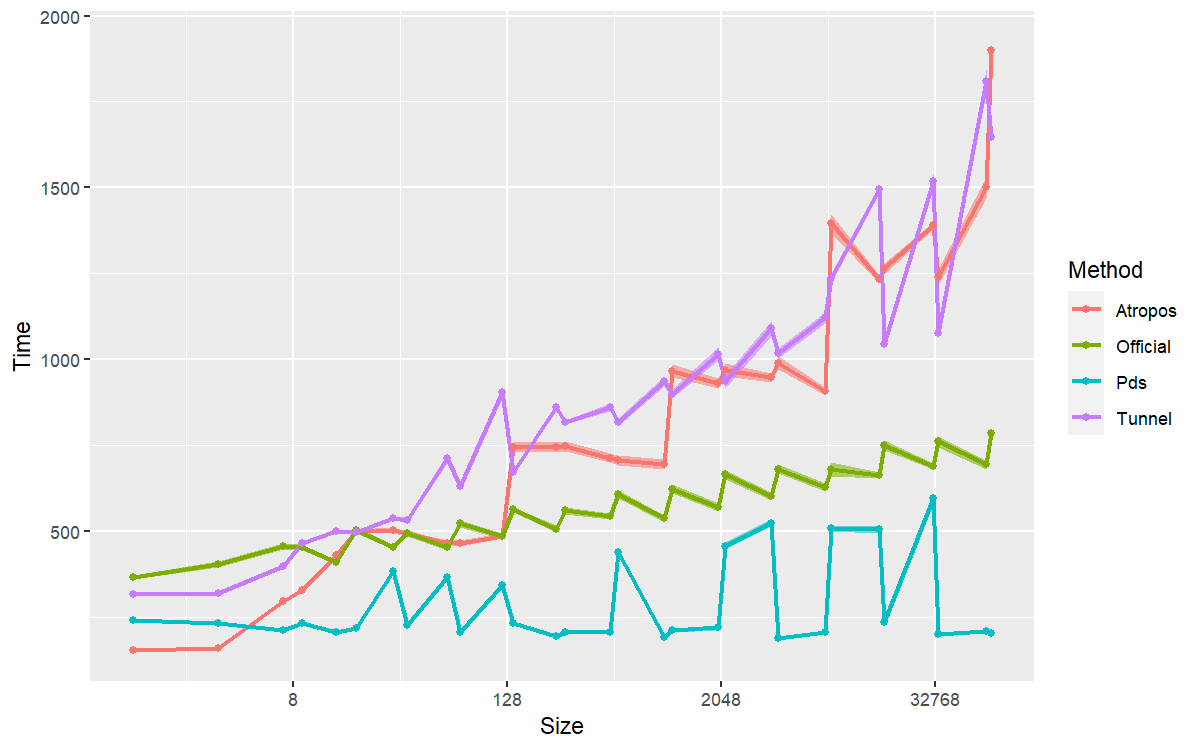 2000
1500
1000
500
Time
8
128
2048
32768
Size
Method
Atropos
Official
Pds
Tunnel